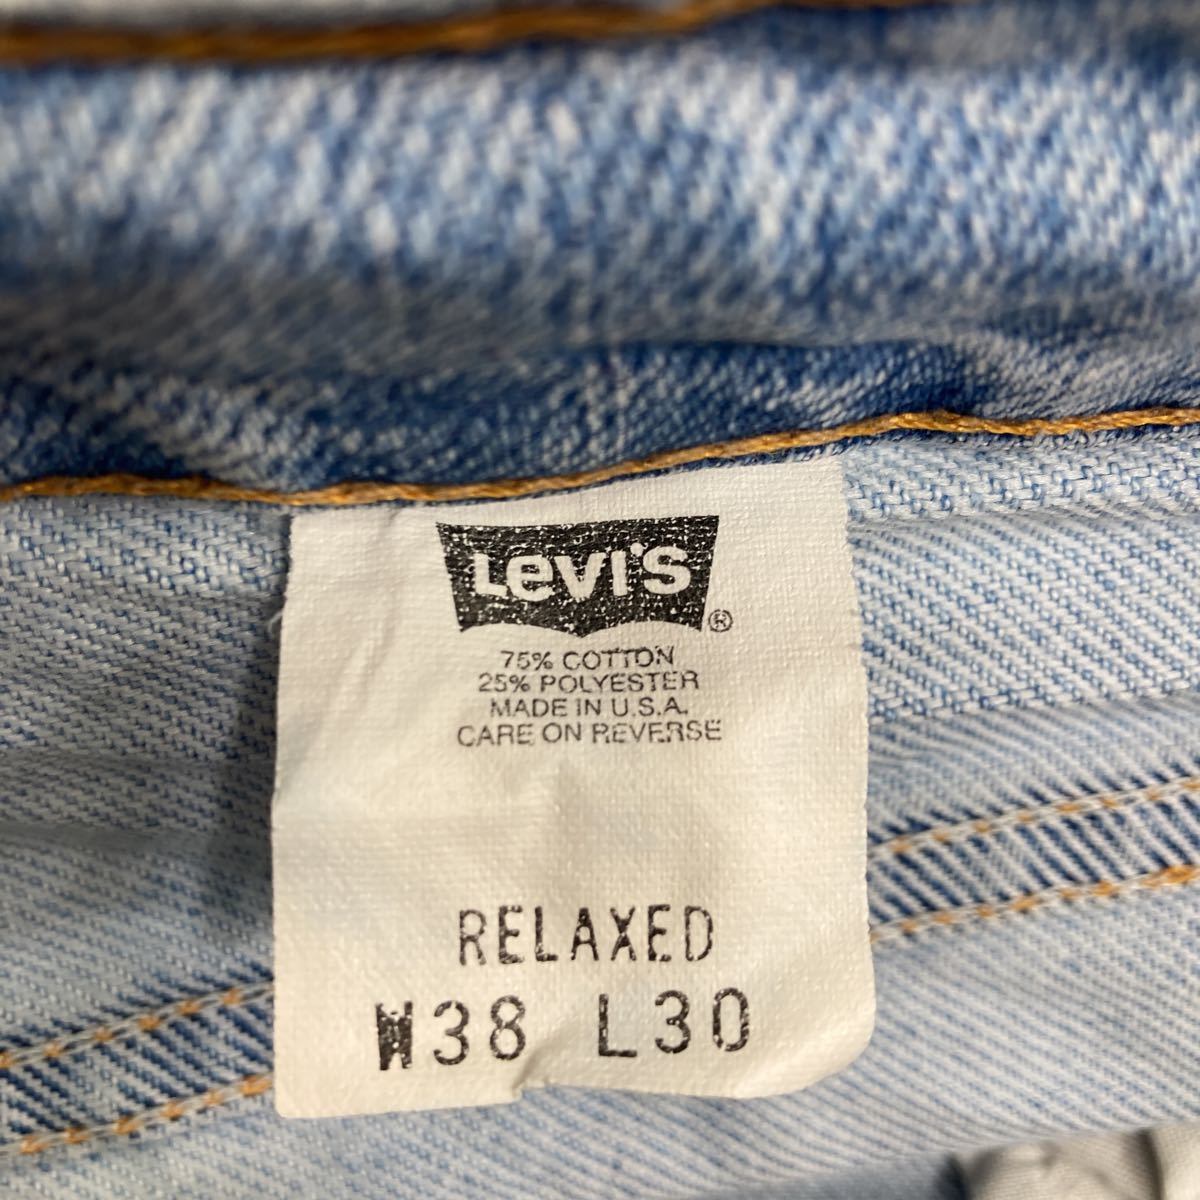 LEVI'S ®
75% COTTON
25% POLYESTER
MADE IN U.S.A.
CARE ON REVERSE
RELAXED
W38 L30